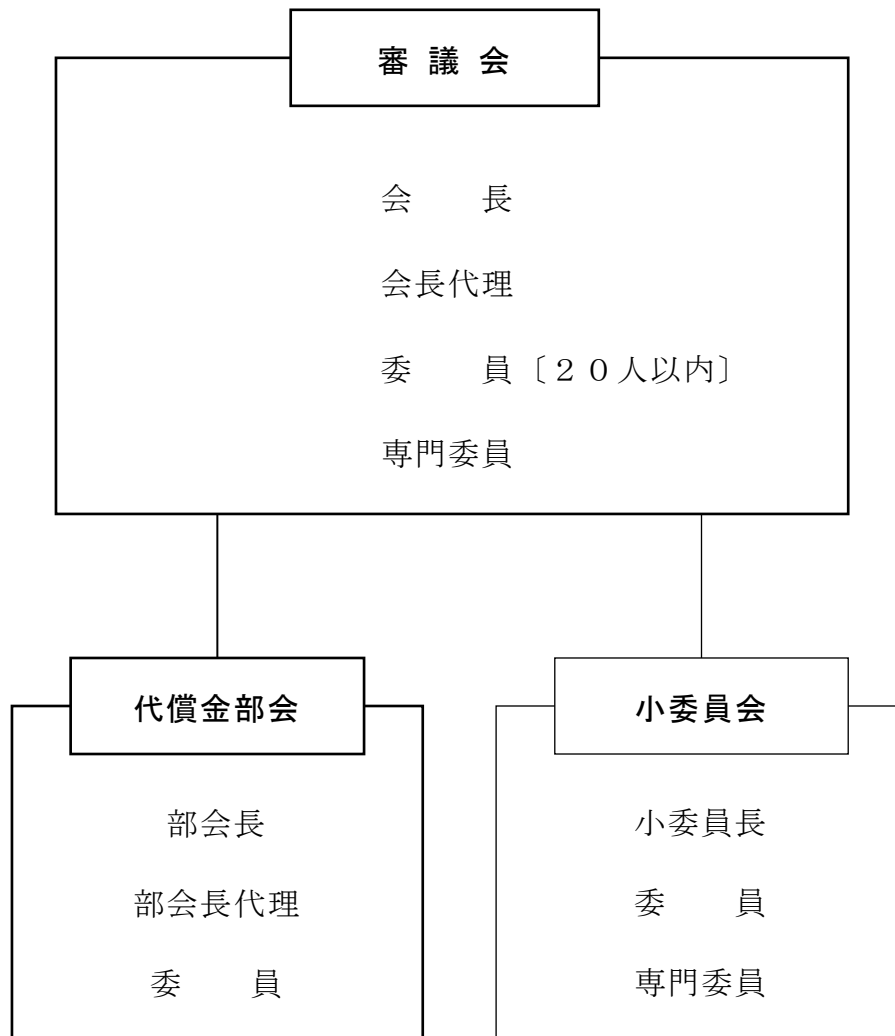 審 議 会
会　　長
会長代理
委　　員〔２０人以内〕
専門委員
代償金部会
部会長
部会長代理
委　　員
小委員会
小委員長
委　　員
専門委員